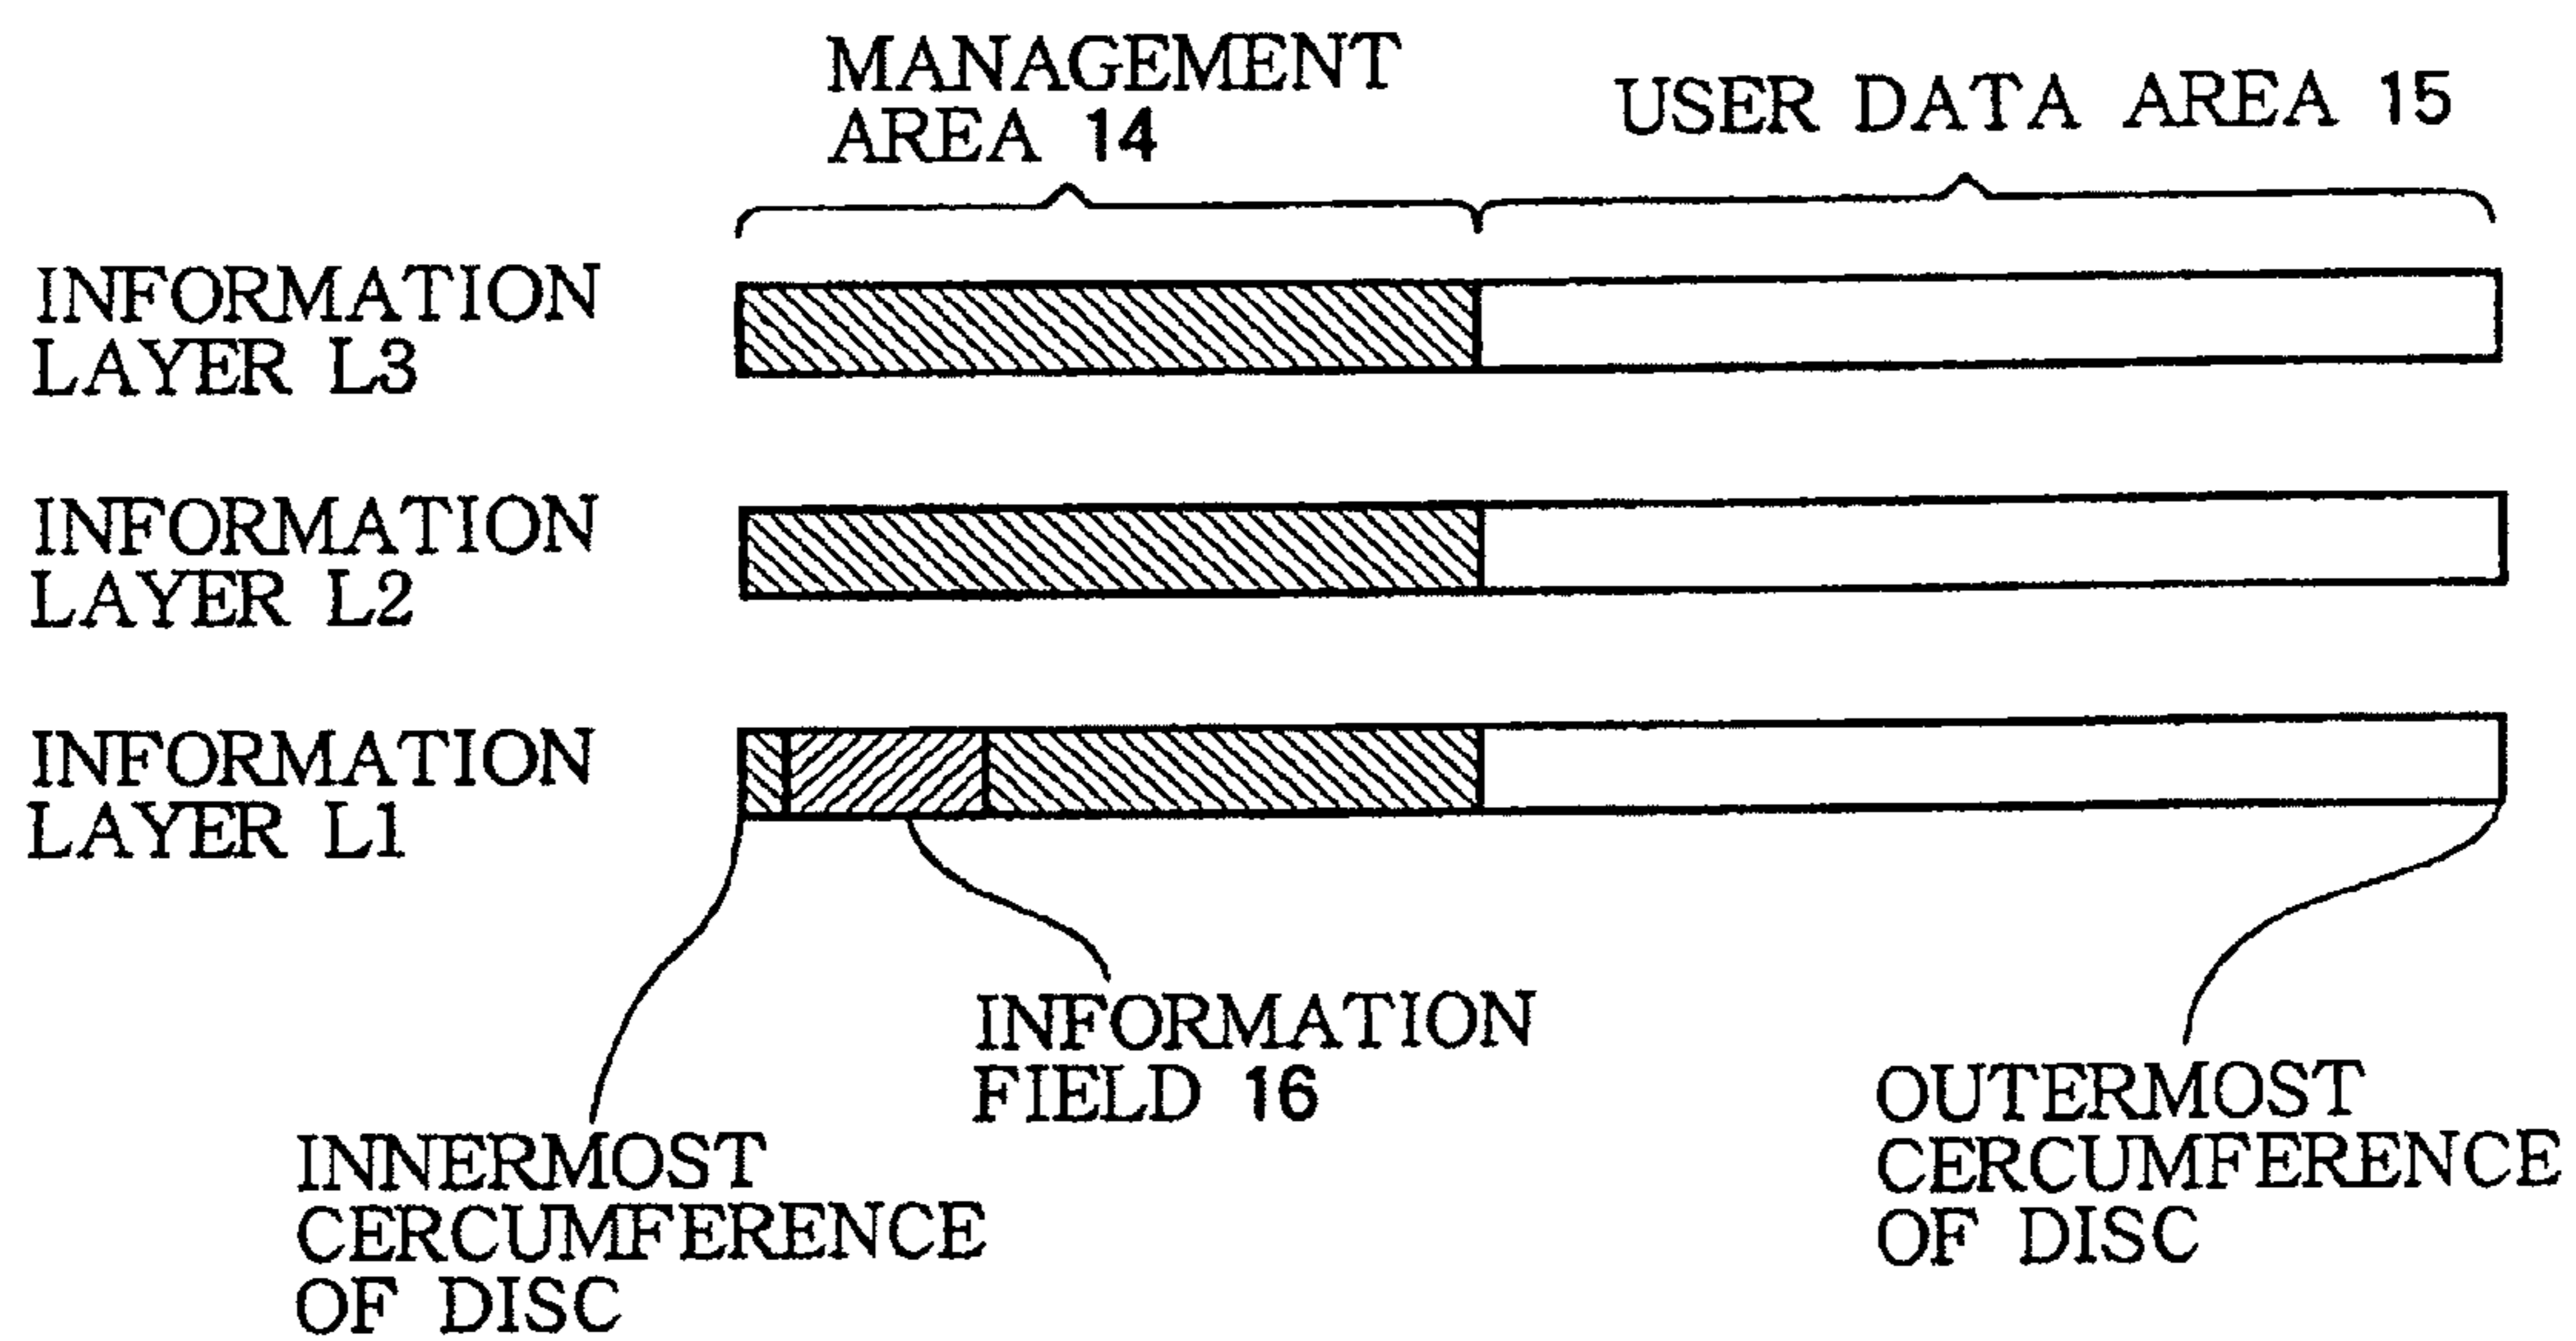 MANAGEMENT
AREA 14
USER DATA AREA 15
INFORMATION
LAYER L3
INFORMATION
LAYER L2
INFORMATION
LAYER L1
INFORMATION
FIELD 16
INNERMOST
CERCUMFERENCE
OF DISC
OUTERMOST
CERCUMFERENCE
OF DISC